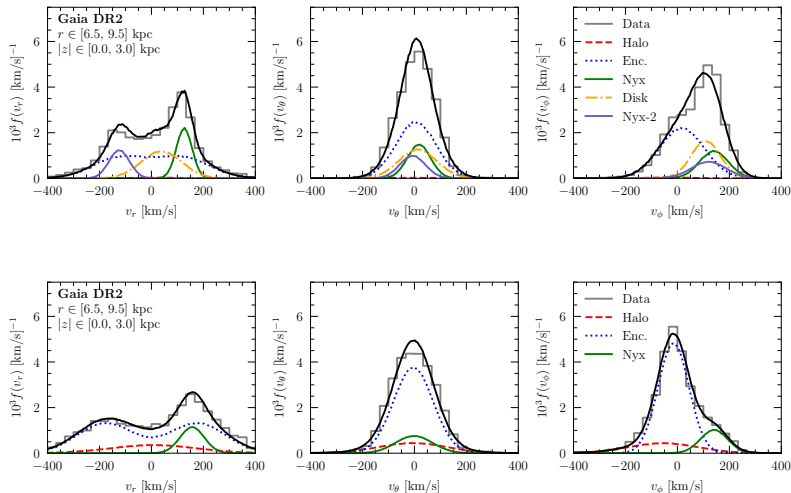 Gaia DR2
r ∈ [6.5, 9.5] kpc
|z| ∈ [0.0, 3.0] kpc
10³ f(v_r) [km/s]⁻¹
0 2 4 6
−400 −200 0 200 400
v_r [km/s]
10³ f(v_θ) [km/s]⁻¹
0 2 4 6
−400 −200 0 200 400
v_θ [km/s]
Data
Halo
Enc.
Nyx
Disk
Nyx-2
10³ f(v_ϕ) [km/s]⁻¹
0 2 4 6
−400 −200 0 200 400
v_ϕ [km/s]
Gaia DR2
r ∈ [6.5, 9.5] kpc
|z| ∈ [0.0, 3.0] kpc
10³ f(v_r) [km/s]⁻¹
0 2 4 6
−400 −200 0 200 400
v_r [km/s]
10³ f(v_θ) [km/s]⁻¹
0 2 4 6
−400 −200 0 200 400
v_θ [km/s]
Data
Halo
Enc.
Nyx
10³ f(v_ϕ) [km/s]⁻¹
0 2 4 6
−400 −200 0 200 400
v_ϕ [km/s]